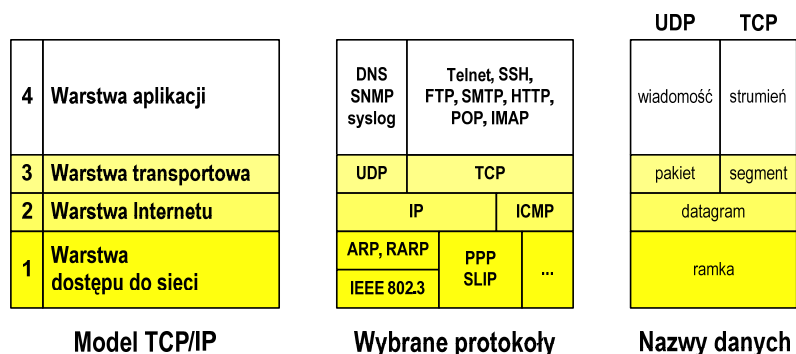 UDP TCP
4 Warstwa aplikacji
DNS
SNMP
syslog
Telnet, SSH,
FTP, SMTP, HTTP,
POP, IMAP
wiadomość strumień
3 Warstwa transportowa
UDP TCP
pakiet segment
2 Warstwa Internetu
IP ICMP
datagram
1 Warstwa
dostępu do sieci
ARP, RARP
IEEE 802.3
PPP
SLIP
...
ramka
Model TCP/IP
Wybrane protokoły
Nazwy danych